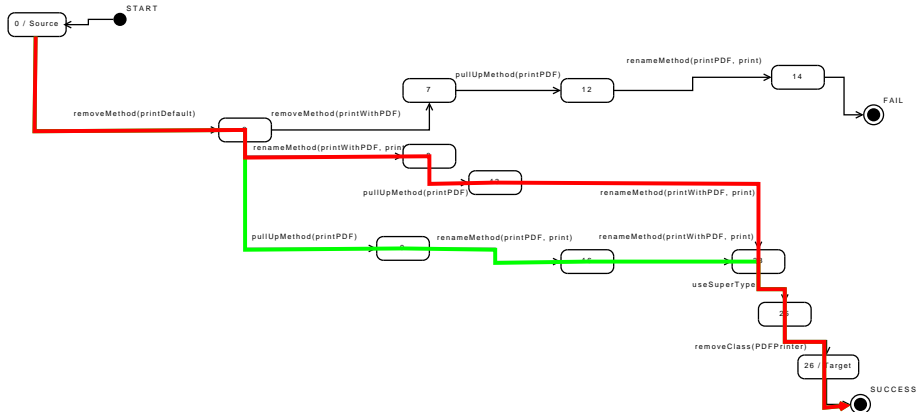 START
0 / Source
renameMethod(printPDF, print)
pullUpMethod(printPDF)
14
7
12
FAIL
removeMethod(printDefault)
removeMethod(printWithPDF)
renameMethod(printWithPDF, print
pullUpMethod(printPDF)
renameMethod(printWithPDF, print)
pullUpMethod(printPDF)
renameMethod(printPDF, print)
renameMethod(printWithPDF, print)
useSuperType
removeClass(PDFPrinter)
26 / Target
SUCCESS